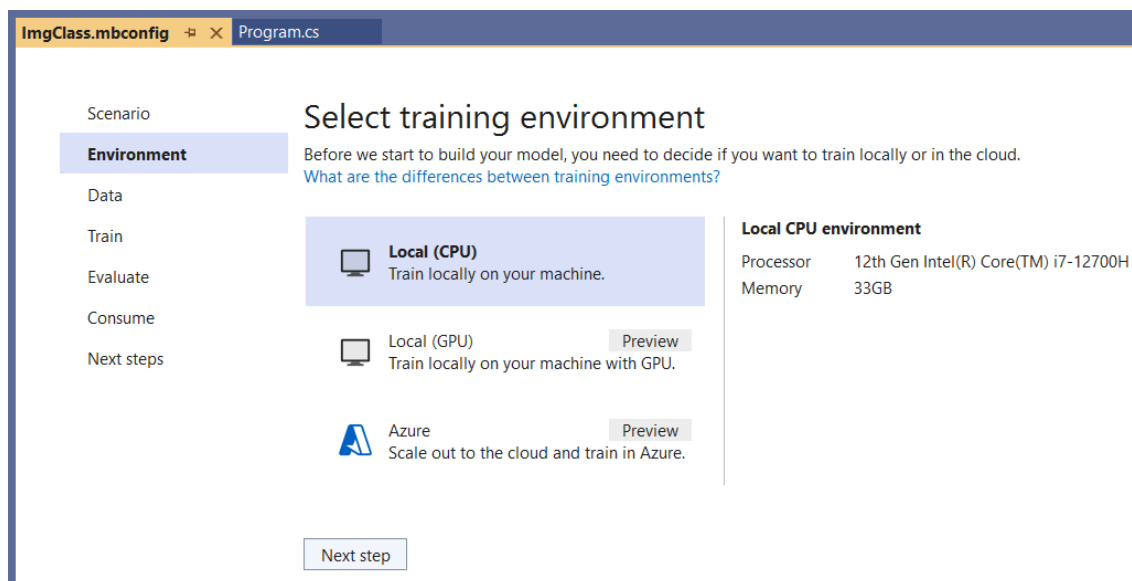 ImgClass.mbconfig
Program.cs
Scenario
Environment
Data
Train
Evaluate
Consume
Next steps
Select training environment
Before we start to build your model, you need to decide if you want to train locally or in the cloud.
What are the differences between training environments?
Local (CPU)
Train locally on your machine.
Local (GPU) Preview
Train locally on your machine with GPU.
Azure Preview
Scale out to the cloud and train in Azure.
Local CPU environment
Processor 12th Gen Intel(R) Core(TM) i7-12700H
Memory 33GB
Next step